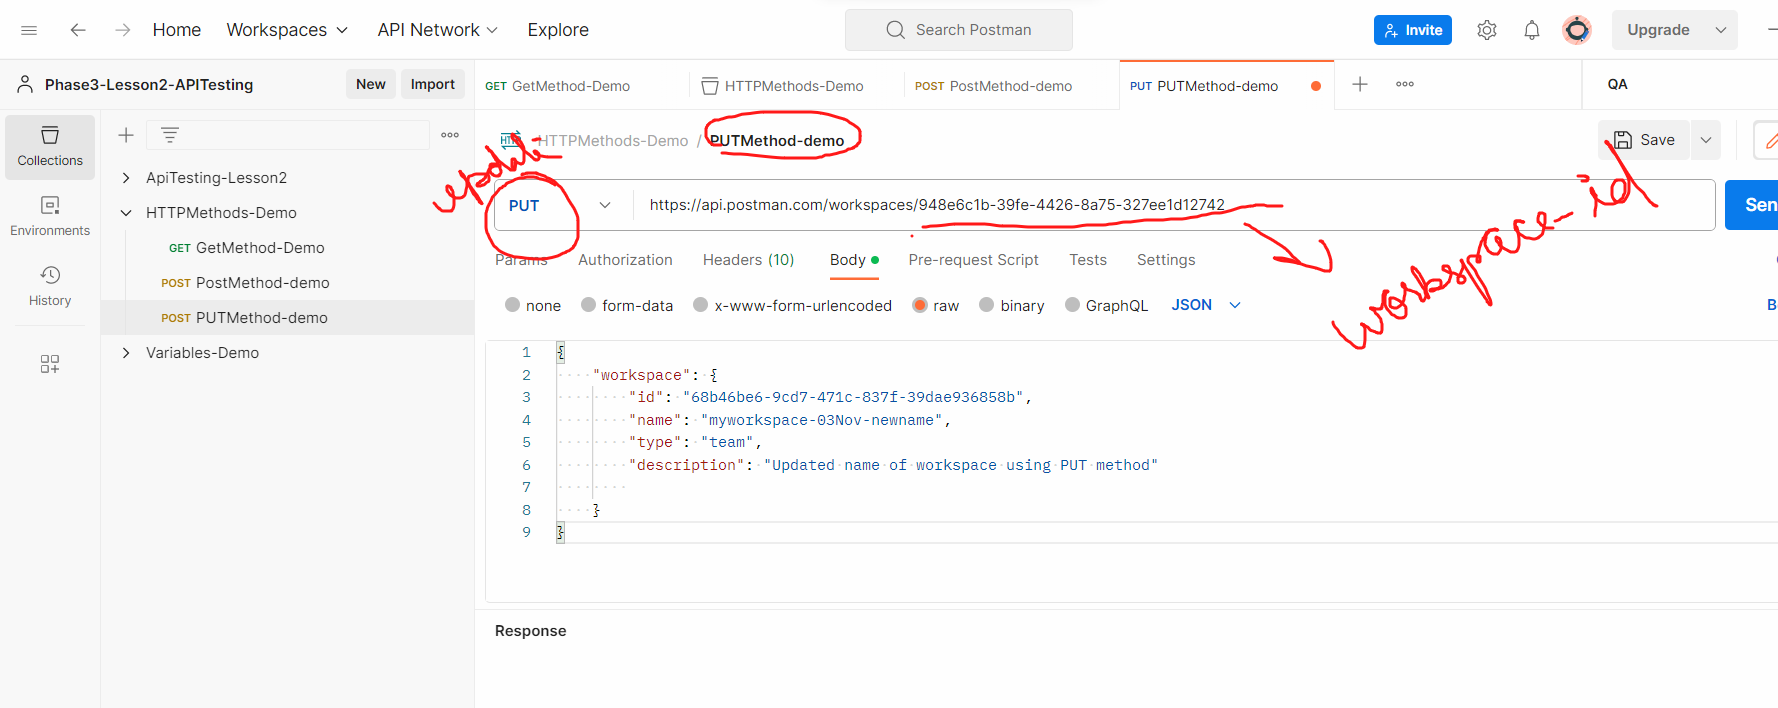 Home Workspaces API Network Explore Search Postman Invite Upgrade
Phase3-Lesson2-APITesting New Import
GET GetMethod-Demo HTTPMethods-Demo POST PostMethod-demo PUT PUTMethod-demo QA
Collections
Environments
History
ApiTesting-Lesson2
HTTPMethods-Demo
GET GetMethod-Demo
POST PostMethod-demo
POST PUTMethod-demo
Variables-Demo
HTTP HTTPMethods-Demo / PUTMethod-demo Save
update
PUT https://api.postman.com/workspaces/948e6c1b-39fe-4426-8a75-327ee1d12742 Sen
workspace-id
Params Authorization Headers (10) Body Pre-request Script Tests Settings
none form-data x-www-form-urlencoded raw binary GraphQL JSON B
1 {
2 "workspace": {
3 "id": "68b46be6-9cd7-471c-837f-39dae936858b",
4 "name": "myworkspace-03Nov-newname",
5 "type": "team",
6 "description": "Updated name of workspace using PUT method"
7
8 }
9 }
Response